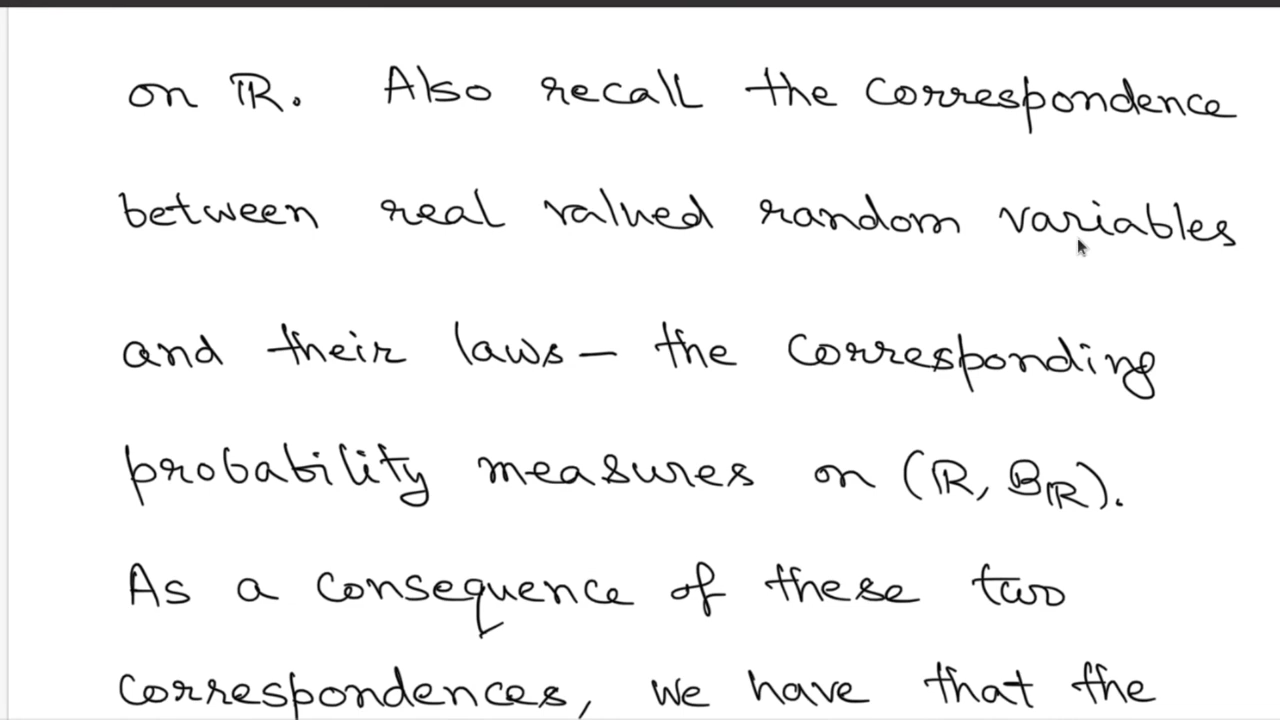 on ℝ. Also recall the correspondence
between real valued random variables
and their laws – the corresponding
probability measures on (ℝ, B_ℝ).
As a consequence of these two
correspondences, we have that the